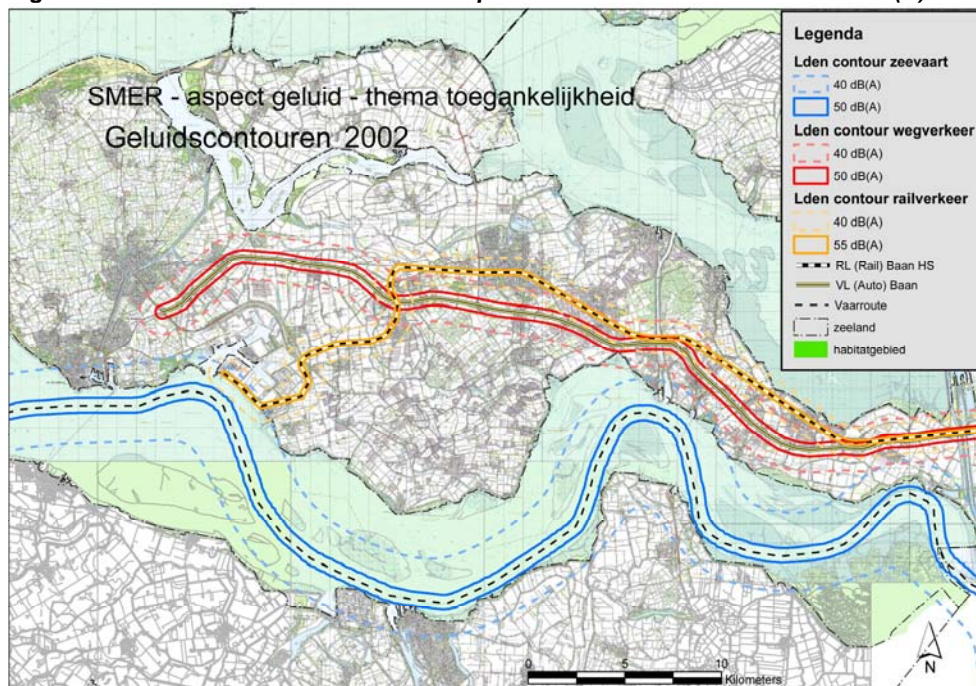 SMER - aspect geluid - thema toegankelijkheid
Geluidscontouren 2002
Legenda
Lden contour zeevaart
40 dB(A)
50 dB(A)
Lden contour wegverkeer
40 dB(A)
50 dB(A)
Lden contour railverkeer
40 dB(A)
55 dB(A)
RL (Rail) Baan HS
VL (Auto) Baan
Vaarroute
zeeland
habitatgebied
0 5 10
Kilometers
N